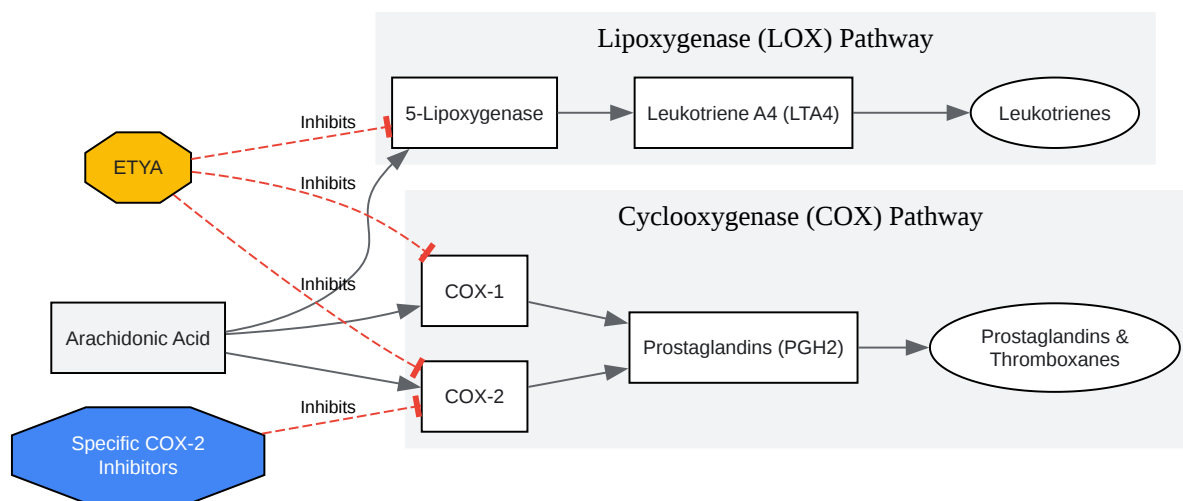 Lipoxygenase (LOX) Pathway
5-Lipoxygenase
Leukotriene A4 (LTA4)
Leukotrienes
Inhibits
ETYA
Inhibits
Cyclooxygenase (COX) Pathway
Inhibits
COX-1
Arachidonic Acid
Prostaglandins (PGH2)
Prostaglandins &
Thromboxanes
COX-2
Inhibits
Specific COX-2
Inhibitors